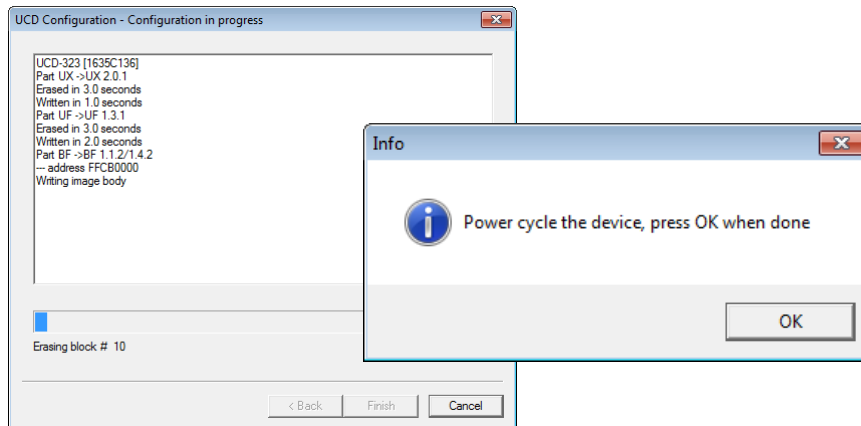 UCD Configuration - Configuration in progress
UCD-323 [1635C136]
Part UX ->UX 2.0.1
Erased in 3.0 seconds
Written in 1.0 seconds
Part UF ->UF 1.3.1
Erased in 3.0 seconds
Written in 2.0 seconds
Part BF ->BF 1.1.2/1.4.2
--- address FFCB0000
Writing image body
Erasing block # 10
< Back
Finish
Cancel
Info
Power cycle the device, press OK when done
OK